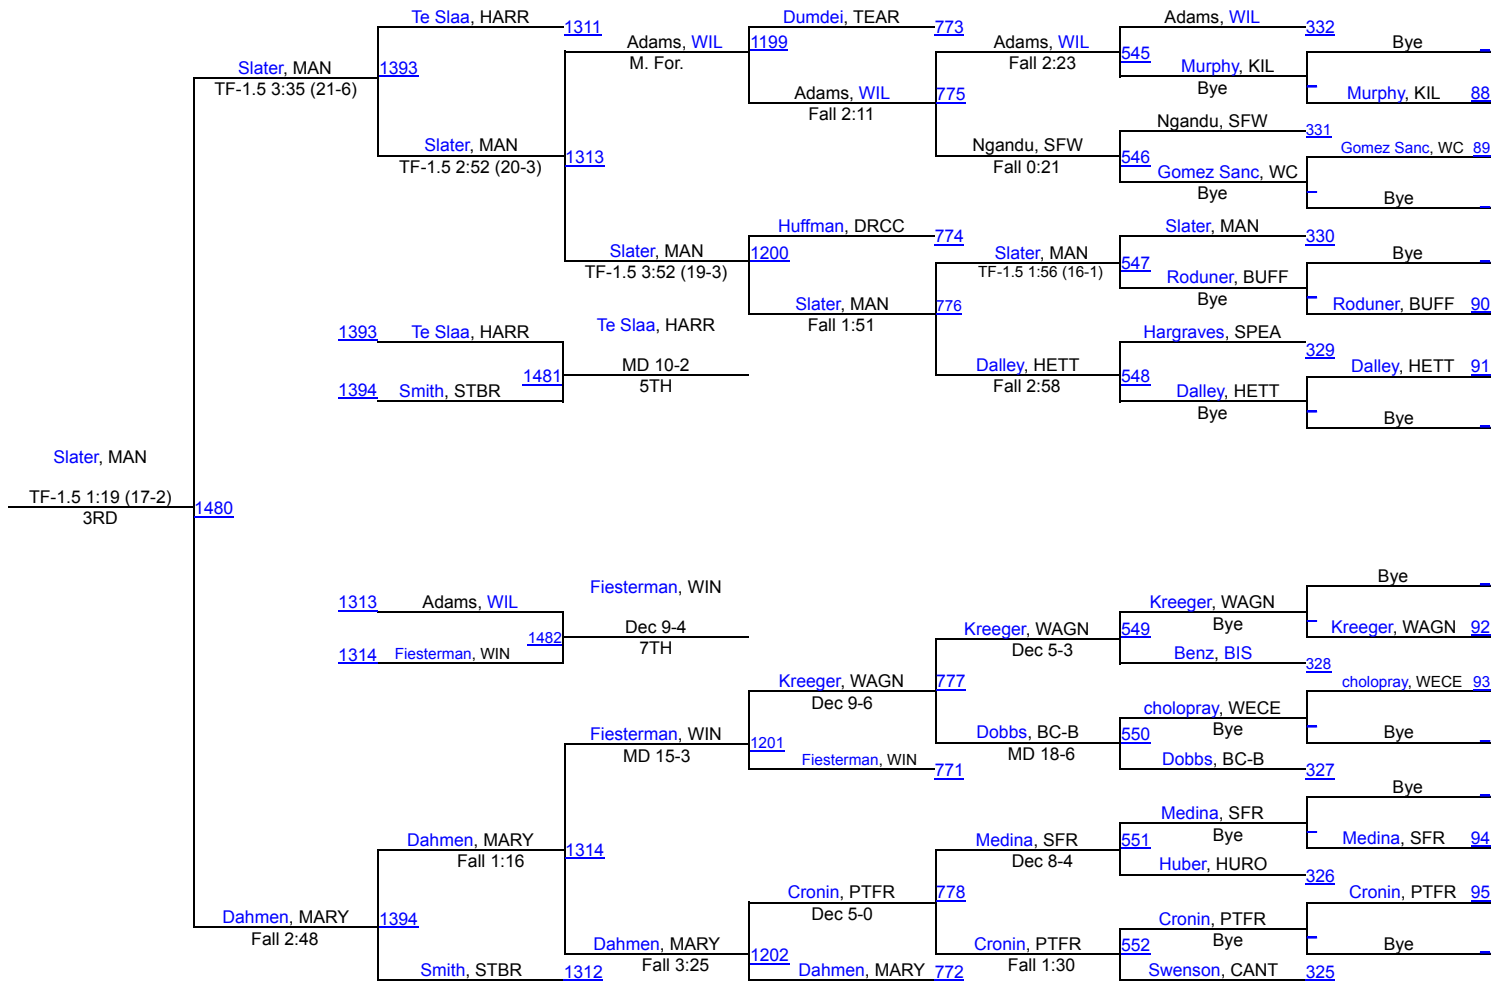 Te Slaa, HARR
1311
Dumdei, TEAR
773
Adams, WIL
332
Adams, WIL
M. For.
1199
Adams, WIL
Fall 2:23
545
Bye
Slater, MAN
TF-1.5 3:35 (21-6)
1393
Murphy, KIL
Bye
Adams, WIL
Fall 2:11
775
Murphy, KIL 88
Ngandu, SFW
331
Slater, MAN
TF-1.5 2:52 (20-3)
1313
Ngandu, SFW
Fall 0:21
546
Gomez Sanc, WC 89
Gomez Sanc, WC
Bye
Bye
Huffman, DRCC
774
Slater, MAN
330
Slater, MAN
TF-1.5 3:52 (19-3)
1200
Slater, MAN
TF-1.5 1:56 (16-1)
547
Bye
Roduner, BUFF
Bye
Slater, MAN
Fall 1:51
776
Roduner, BUFF 90
1393 Te Slaa, HARR
Te Slaa, HARR
Hargraves, SPEA
329
1481
MD 10-2
5TH
Dalley, HETT
Fall 2:58
548
Dalley, HETT 91
1394 Smith, STBR
Dalley, HETT
Bye
Bye
Slater, MAN
TF-1.5 1:19 (17-2)
3RD
1480
Fiesterman, WIN
Bye
1313 Adams, WIL
Kreeger, WAGN
Bye
1482
Dec 9-4
7TH
Kreeger, WAGN
Dec 5-3
549
Kreeger, WAGN 92
1314 Fiesterman, WIN
Benz, BIS
328
Kreeger, WAGN
Dec 9-6
777
cholopray, WECE 93
cholopray, WECE
Bye
Fiesterman, WIN
MD 15-3
1201
Dobbs, BC-B
MD 18-6
550
Bye
Fiesterman, WIN 771
Dobbs, BC-B
327
Bye
Medina, SFR
Bye
Dahmen, MARY
Fall 1:16
1314
Medina, SFR
Dec 8-4
551
Medina, SFR 94
Huber, HURO
326
Cronin, PTFR
Dec 5-0
778
Cronin, PTFR 95
Dahmen, MARY
Fall 2:48
1394
Cronin, PTFR
Bye
Dahmen, MARY
Fall 3:25
1202
Cronin, PTFR
Fall 1:30
552
Bye
Smith, STBR
1312
Dahmen, MARY 772
Swenson, CANT
325